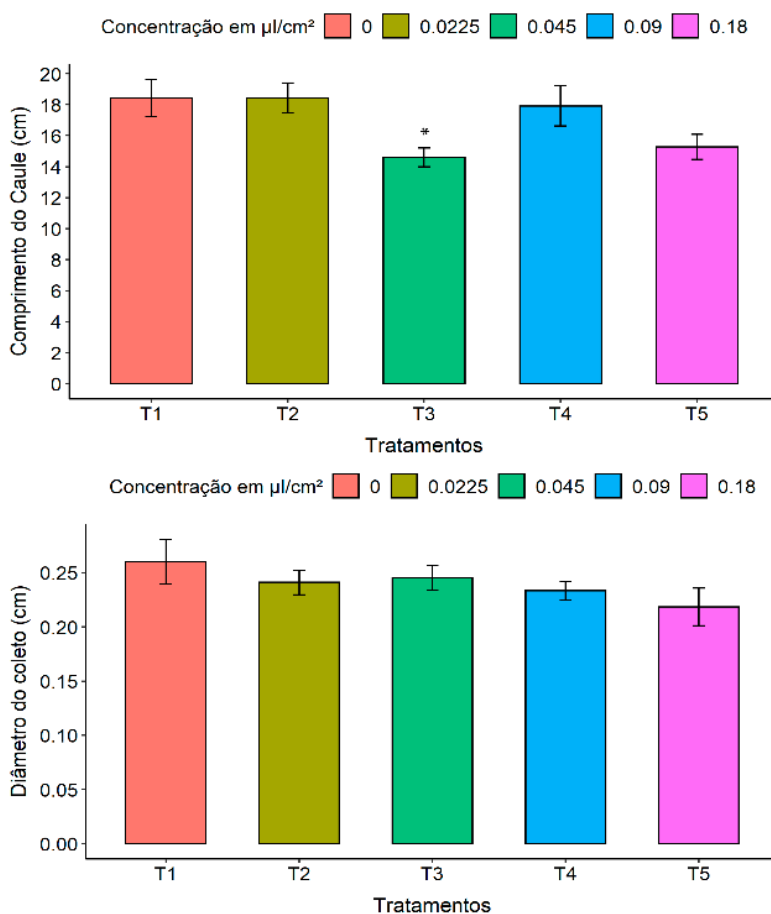 Concentração em µl/cm² 0 0.0225 0.045 0.09 0.18
Comprimento do Caule (cm)
20
18
16
14
12
10
8
6
4
2
0
*
T1 T2 T3 T4 T5
Tratamentos
Concentração em µl/cm² 0 0.0225 0.045 0.09 0.18
Diâmetro do coleto (cm)
0.25
0.20
0.15
0.10
0.05
0.00
T1 T2 T3 T4 T5
Tratamentos